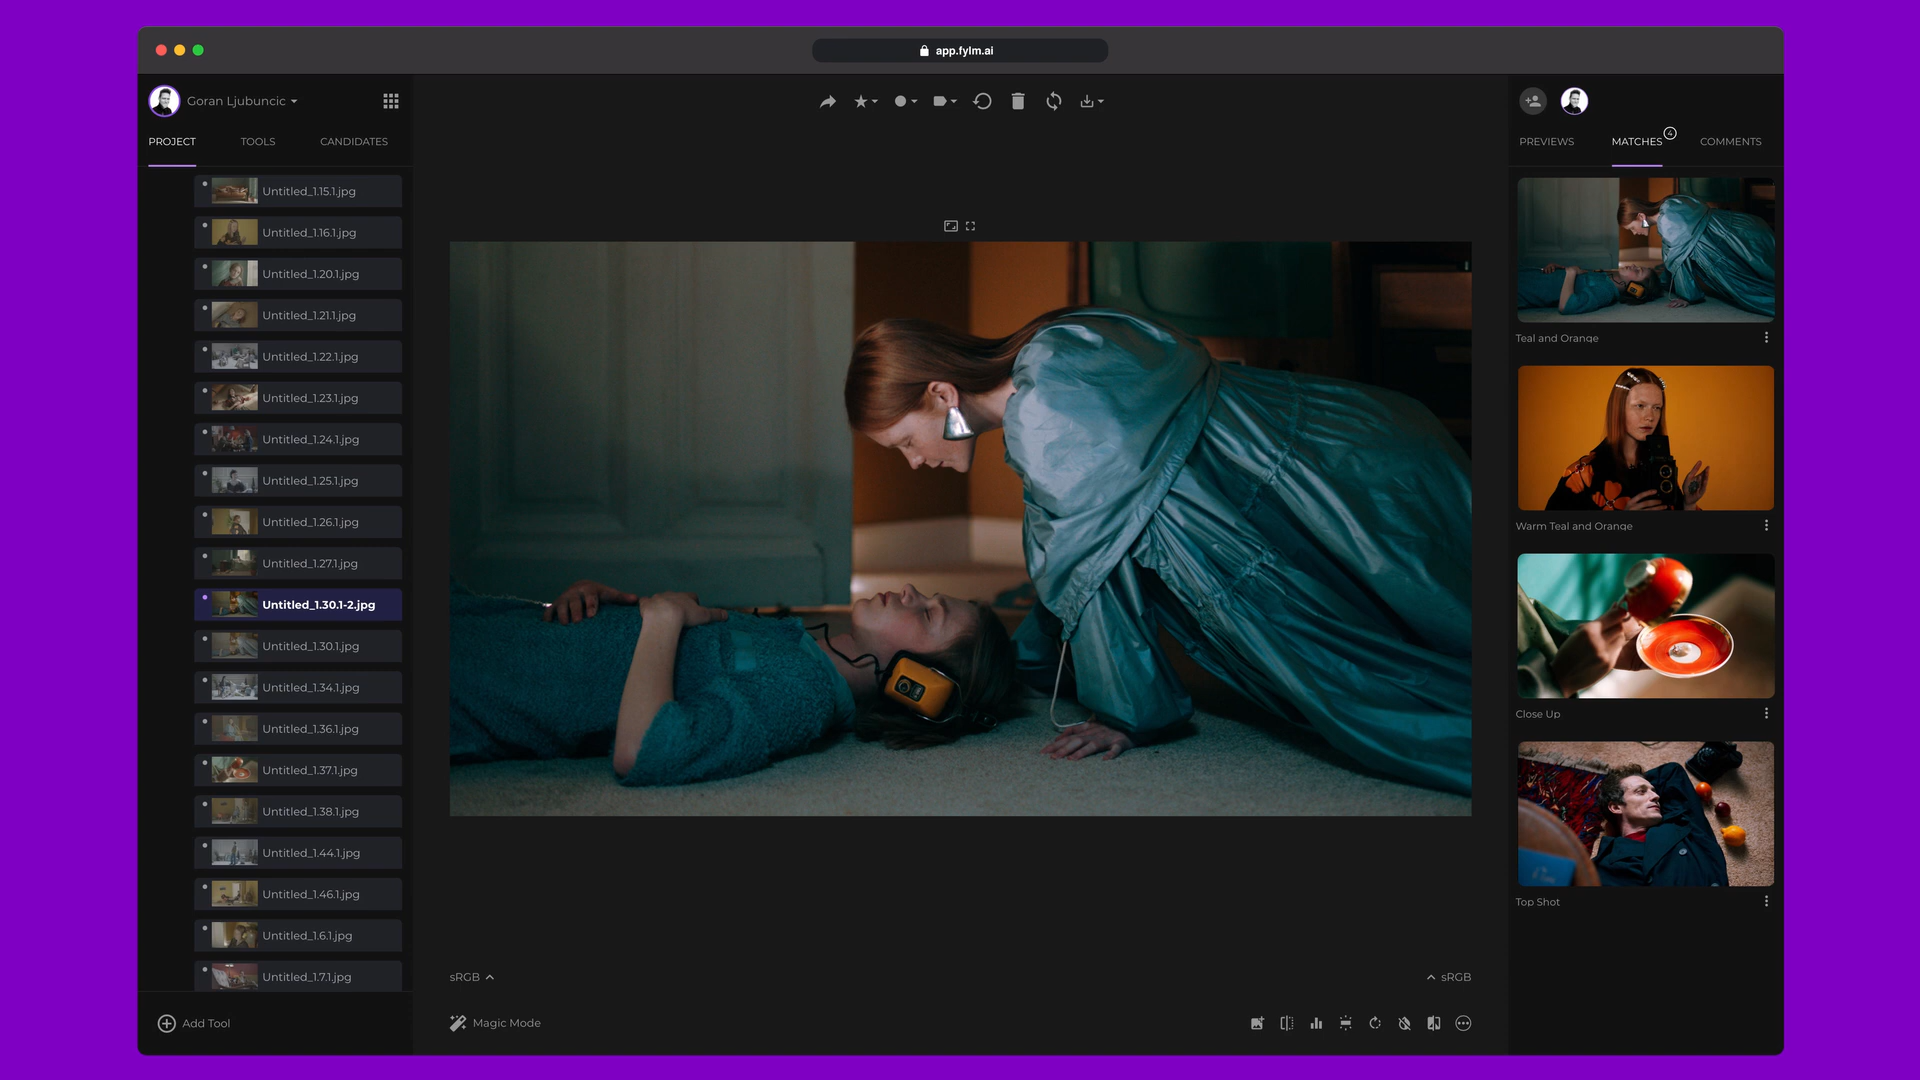 app.fylm.ai
Goran Ljubuncic
PROJECT TOOLS CANDIDATES
Untitled_1.15.1.jpg
Untitled_1.16.1.jpg
Untitled_1.20.1.jpg
Untitled_1.21.1.jpg
Untitled_1.22.1.jpg
Untitled_1.23.1.jpg
Untitled_1.24.1.jpg
Untitled_1.25.1.jpg
Untitled_1.26.1.jpg
Untitled_1.27.1.jpg
Untitled_1.30.1-2.jpg
Untitled_1.30.1.jpg
Untitled_1.34.1.jpg
Untitled_1.36.1.jpg
Untitled_1.37.1.jpg
Untitled_1.38.1.jpg
Untitled_1.44.1.jpg
Untitled_1.46.1.jpg
Untitled_1.6.1.jpg
Untitled_1.7.1.jpg
Add Tool
sRGB
sRGB
Magic Mode
PREVIEWS MATCHES 4 COMMENTS
Teal and Orange
Warm Teal and Orange
Close Up
Top Shot